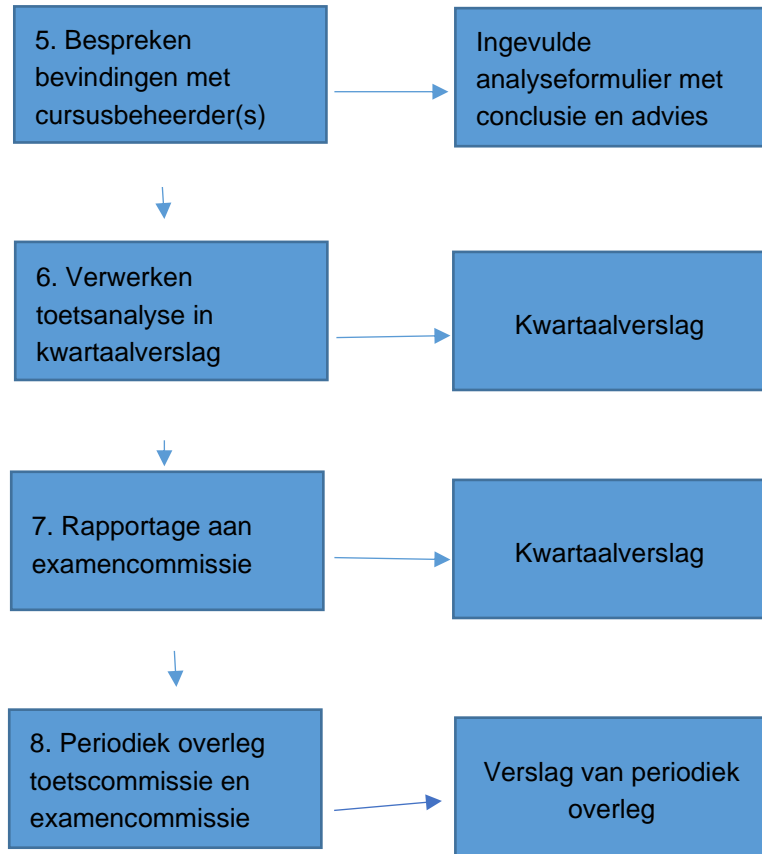 5. Bespreken
bevindingen met
cursusbeheerder(s)
Ingevulde
analyseformulier met
conclusie en advies
6. Verwerken
toetsanalyse in
kwartaalverslag
Kwartaalverslag
7. Rapportage aan
examencommissie
Kwartaalverslag
8. Periodiek overleg
toetscommissie en
examencommissie
Verslag van periodiek
overleg